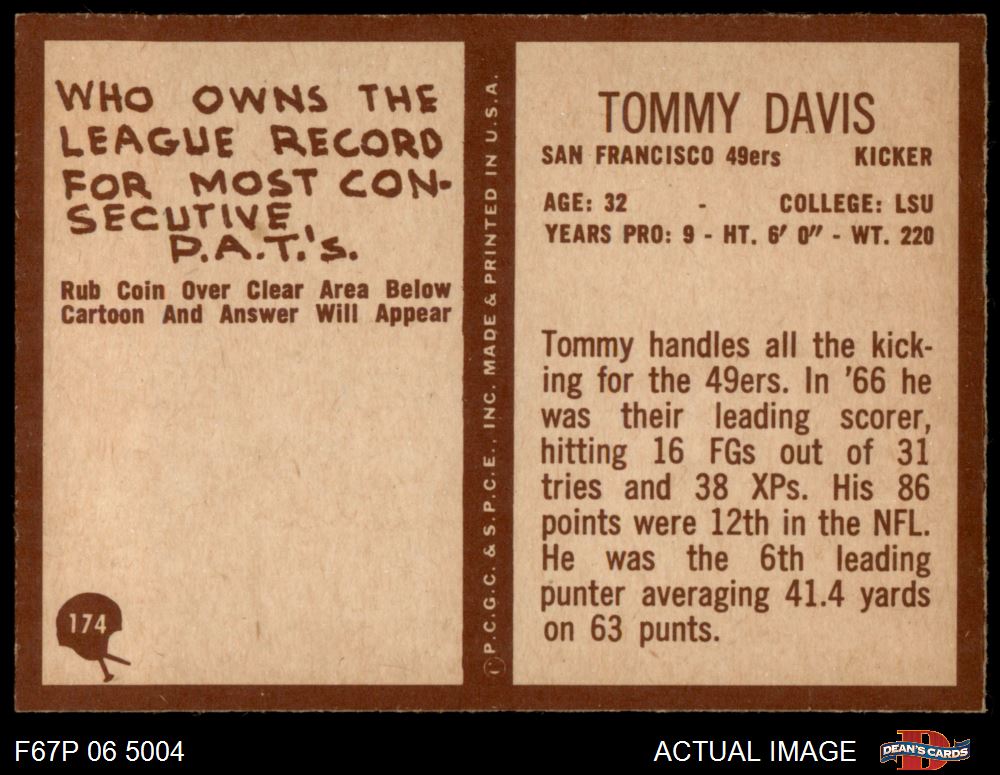 WHO OWNS THE
LEAGUE RECORD
FOR MOST CON-
SECUTIVE
P.A.T.'s.
Rub Coin Over Clear Area Below
Cartoon And Answer Will Appear
174
Ⓒ P.C.G.C. & S.P.C.E., INC. MADE & PRINTED IN U.S.A.
TOMMY DAVIS
SAN FRANCISCO 49ers KICKER
AGE: 32 - COLLEGE: LSU
YEARS PRO: 9 - HT. 6' 0" - WT. 220
Tommy handles all the kick-
ing for the 49ers. In '66 he
was their leading scorer,
hitting 16 FGs out of 31
tries and 38 XPs. His 86
points were 12th in the NFL.
He was the 6th leading
punter averaging 41.4 yards
on 63 punts.
F67P 06 5004
ACTUAL IMAGE
D
DEAN'S CARDS